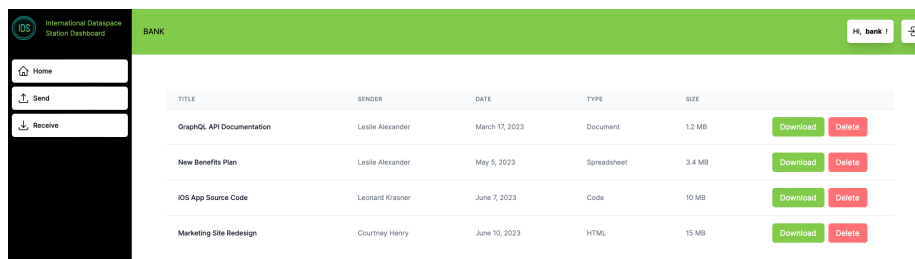 IDS
International Dataspace
Station Dashboard
BANK
Hi, bank !
Home
Send
Receive
TITLE SENDER DATE TYPE SIZE
GraphQL API Documentation Leslie Alexander March 17, 2023 Document 1.2 MB Download Delete
New Benefits Plan Leslie Alexander May 5, 2023 Spreadsheet 3.4 MB Download Delete
iOS App Source Code Leonard Krasner June 7, 2023 Code 10 MB Download Delete
Marketing Site Redesign Courtney Henry June 10, 2023 HTML 15 MB Download Delete